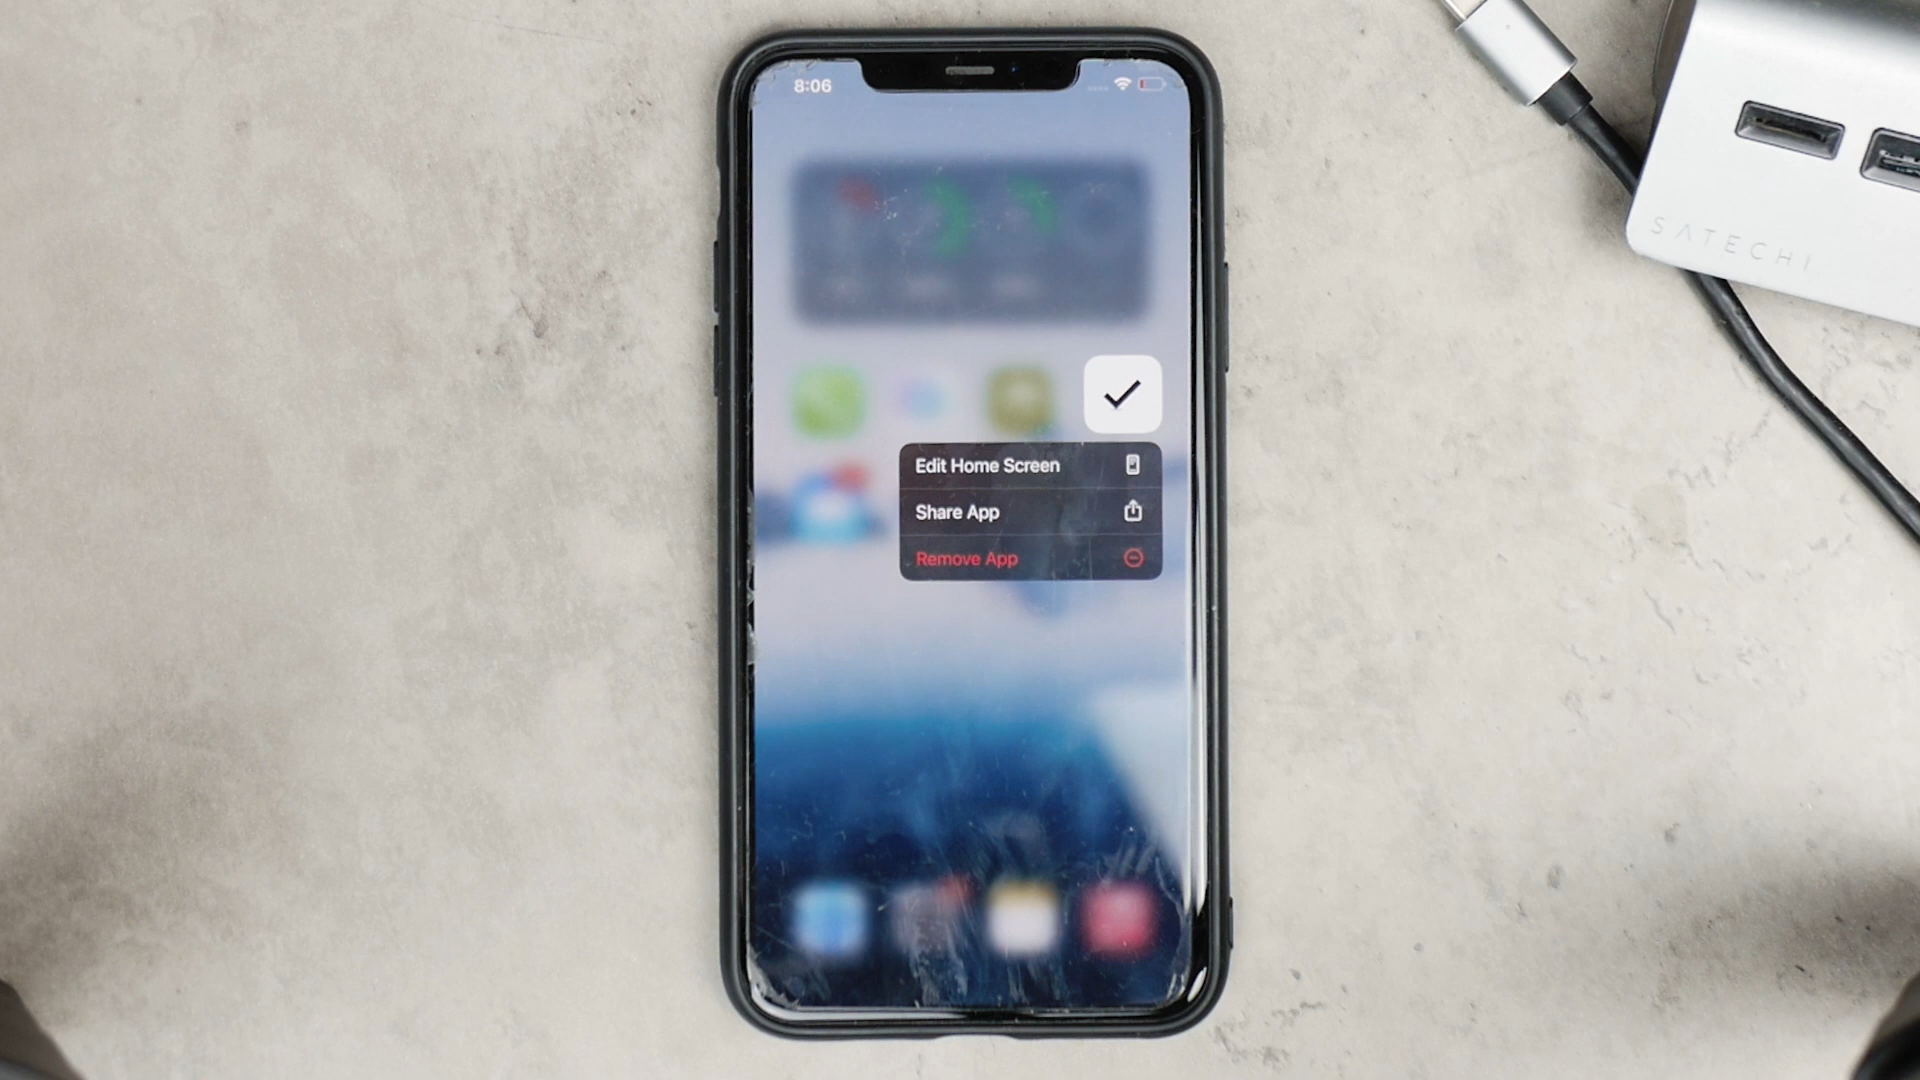 8:06
SATECHI
Edit Home Screen
Share App
Remove App